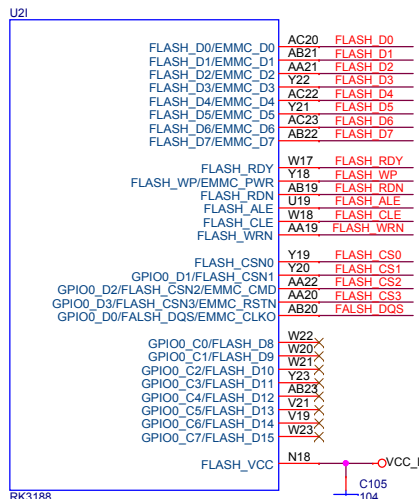 U2I
FLASH_D0/EMMC_D0 AC20 FLASH_D0
FLASH_D1/EMMC_D1 AB21 FLASH_D1
FLASH_D2/EMMC_D2 AA21 FLASH_D2
FLASH_D3/EMMC_D3 Y22 FLASH_D3
FLASH_D4/EMMC_D4 AC22 FLASH_D4
FLASH_D5/EMMC_D5 Y21 FLASH_D5
FLASH_D6/EMMC_D6 AC23 FLASH_D6
FLASH_D7/EMMC_D7 AB22 FLASH_D7
FLASH_RDY W17 FLASH_RDY
FLASH_WP/EMMC_PWR Y18 FLASH_WP
FLASH_RDN AB19 FLASH_RDN
FLASH_ALE U19 FLASH_ALE
FLASH_CLE W18 FLASH_CLE
FLASH_WRN AA19 FLASH_WRN
FLASH_CSN0 Y19 FLASH_CS0
GPIO0_D1/FLASH_CSN1 Y20 FLASH_CS1
GPIO0_D2/FLASH_CSN2/EMMC_CMD AA22 FLASH_CS2
GPIO0_D3/FLASH_CSN3/EMMC_RSTN AA20 FLASH_CS3
GPIO0_D0/FALSH_DQS/EMMC_CLKO AB20 FALSH_DQS
GPIO0_C0/FLASH_D8 W22
GPIO0_C1/FLASH_D9 W20
GPIO0_C2/FLASH_D10 W21
GPIO0_C3/FLASH_D11 Y23
GPIO0_C4/FLASH_D12 AB23
GPIO0_C5/FLASH_D13 V21
GPIO0_C6/FLASH_D14 V19
GPIO0_C7/FLASH_D15 W23
FLASH_VCC N18
C105
RK3188 104